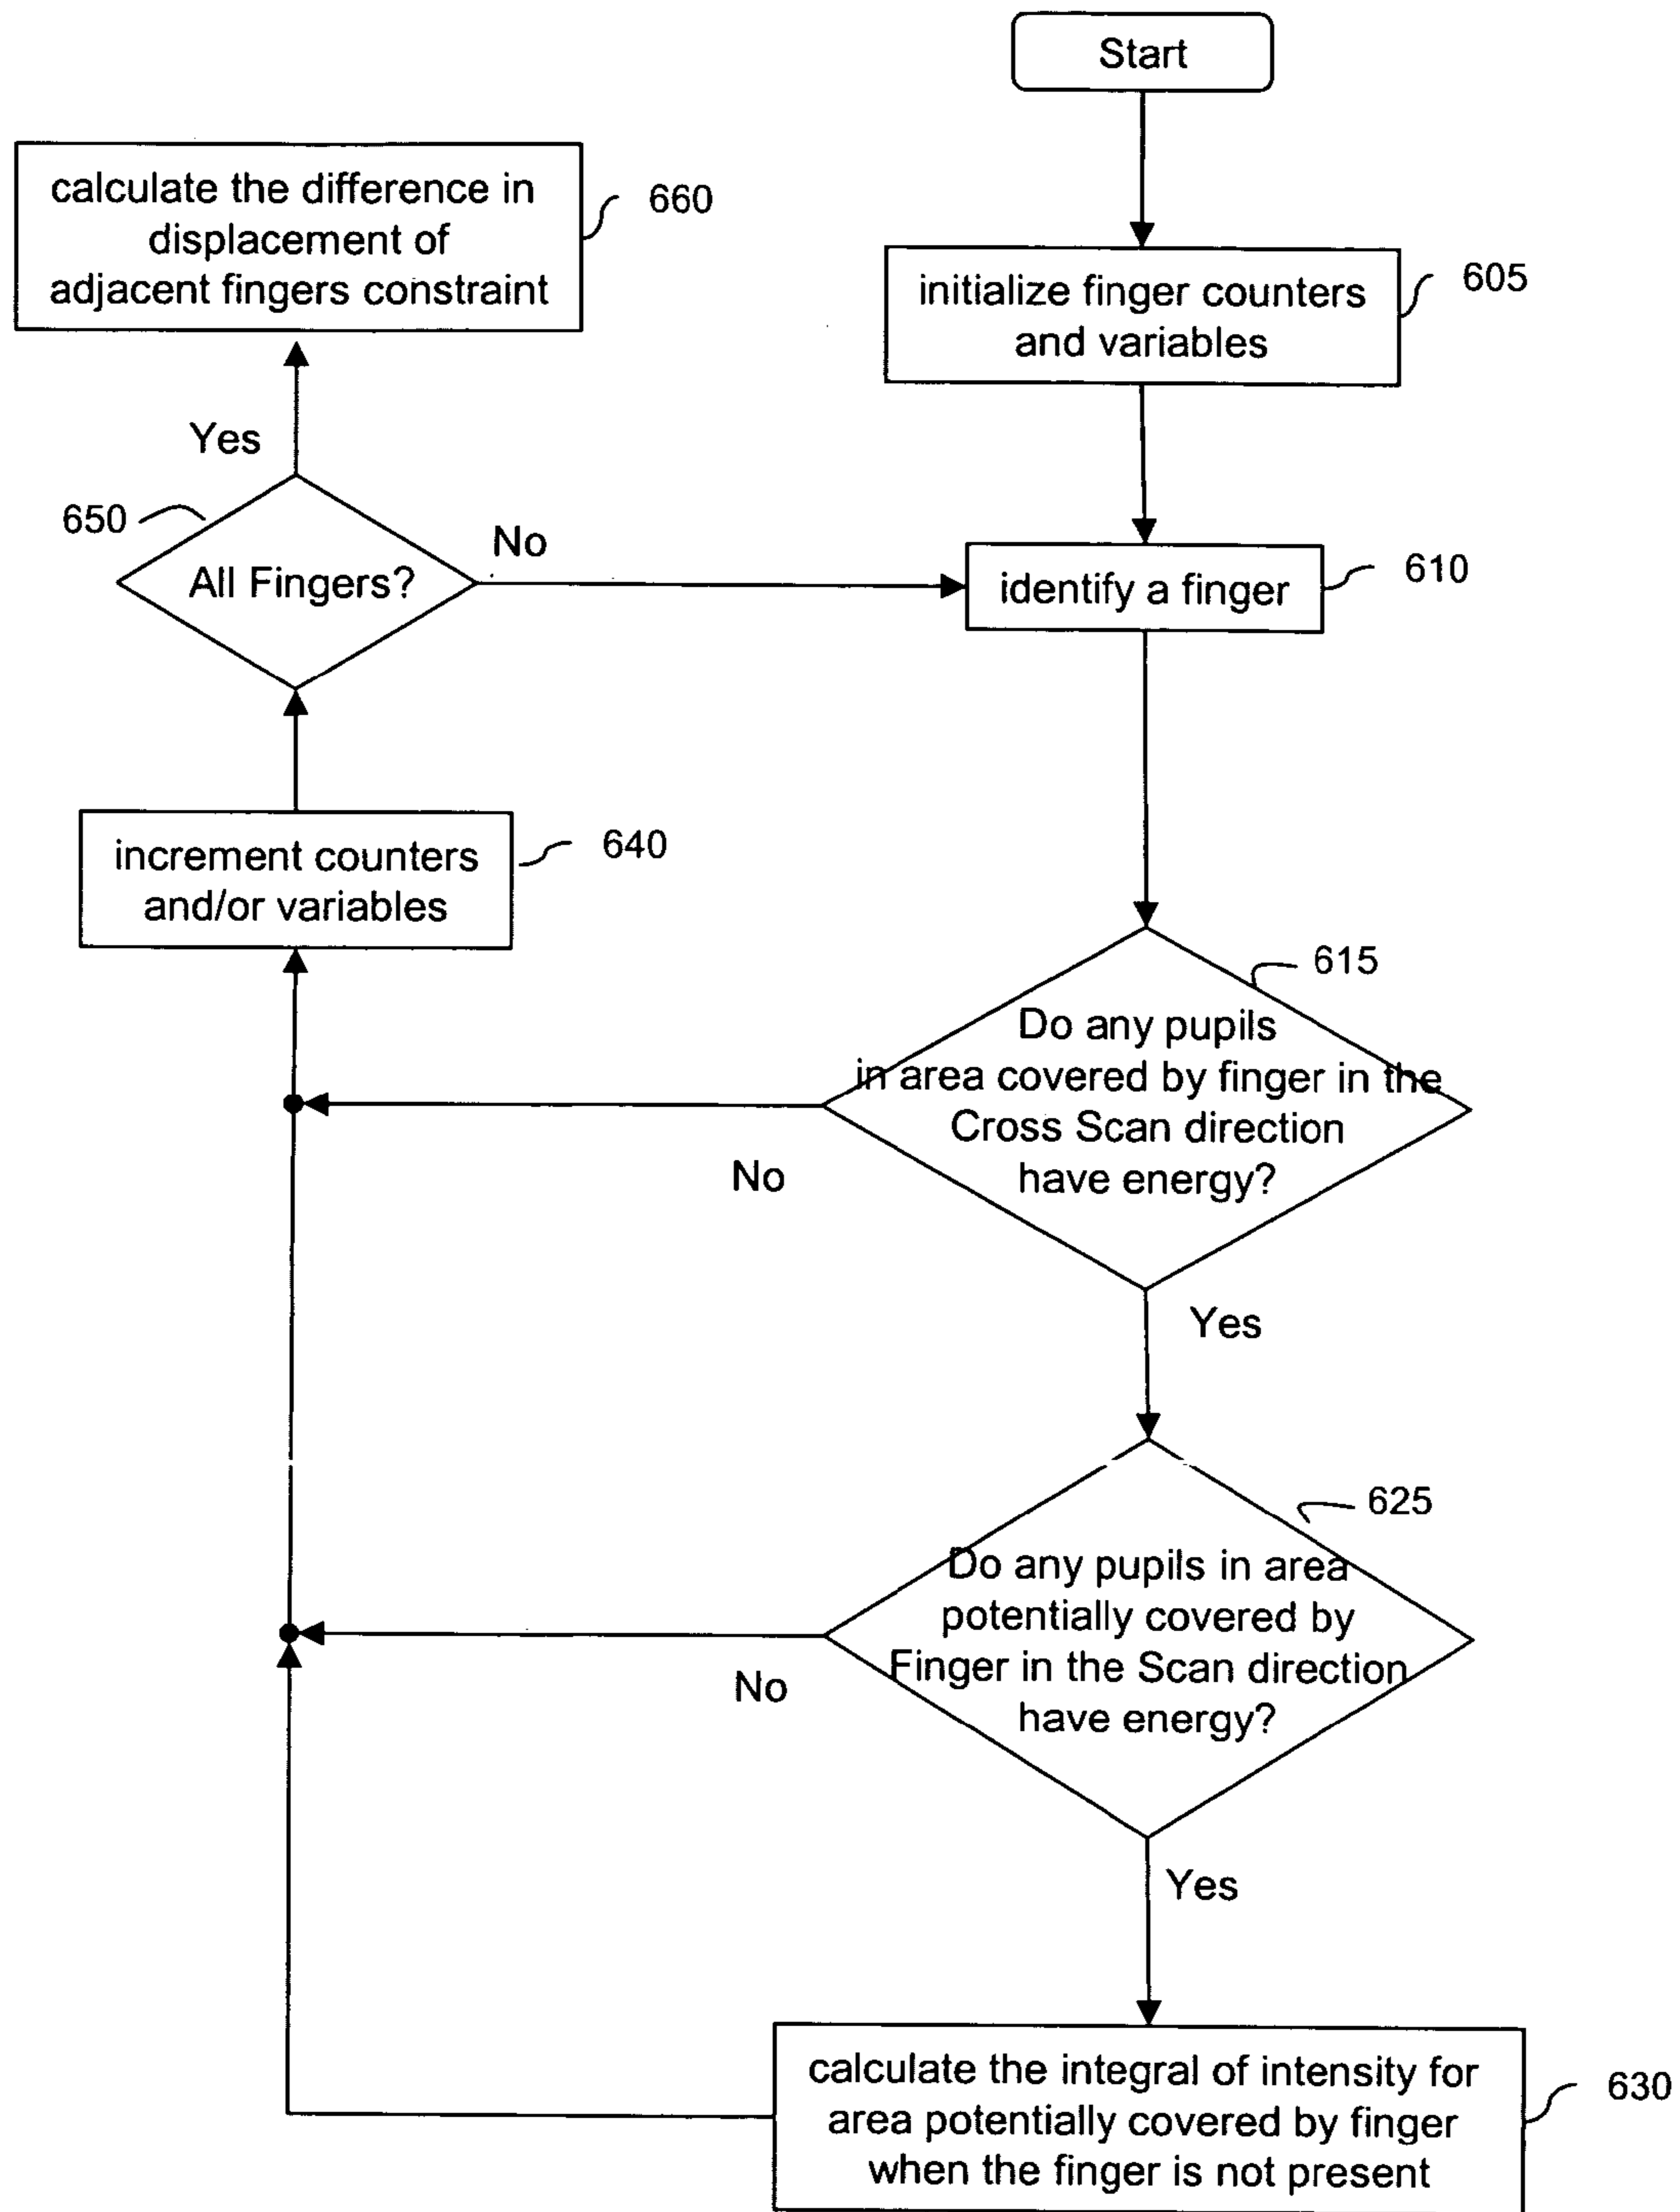 Start
initialize finger counters
and variables
605
identify a finger
610
Do any pupils
in area covered by finger in the
Cross Scan direction
have energy?
615
No
Yes
Do any pupils in area
potentially covered by
Finger in the Scan direction
have energy?
625
No
Yes
calculate the integral of intensity for
area potentially covered by finger
when the finger is not present
630
increment counters
and/or variables
640
All Fingers?
650
No
Yes
calculate the difference in
displacement of
adjacent fingers constraint
660